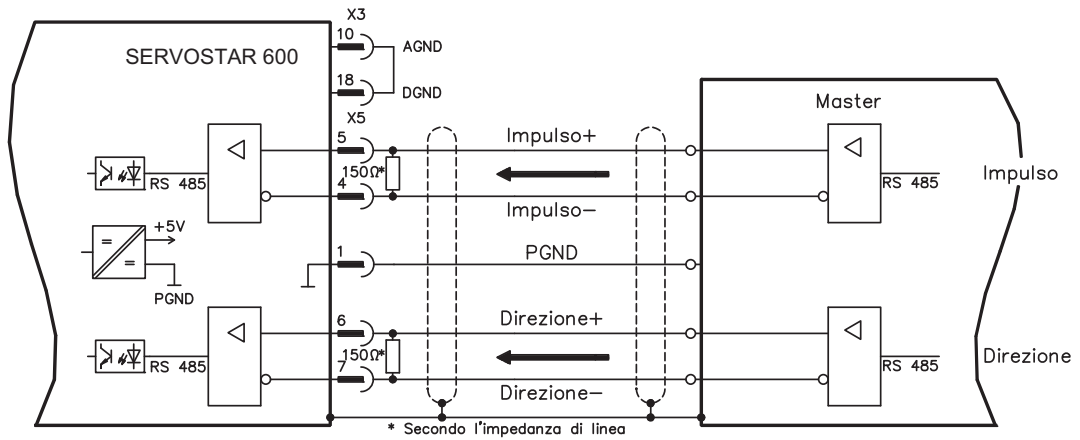 X3
10
AGND
SERVOSTAR 600
18
DGND
X5
Master
5
Impulso+
150Ω*
RS 485
RS 485
Impulso
4
Impulso–
+5V
=
=
1
PGND
PGND
6
Direzione+
150Ω*
RS 485
RS 485
Direzione
7
Direzione–
* Secondo l'impedanza di linea